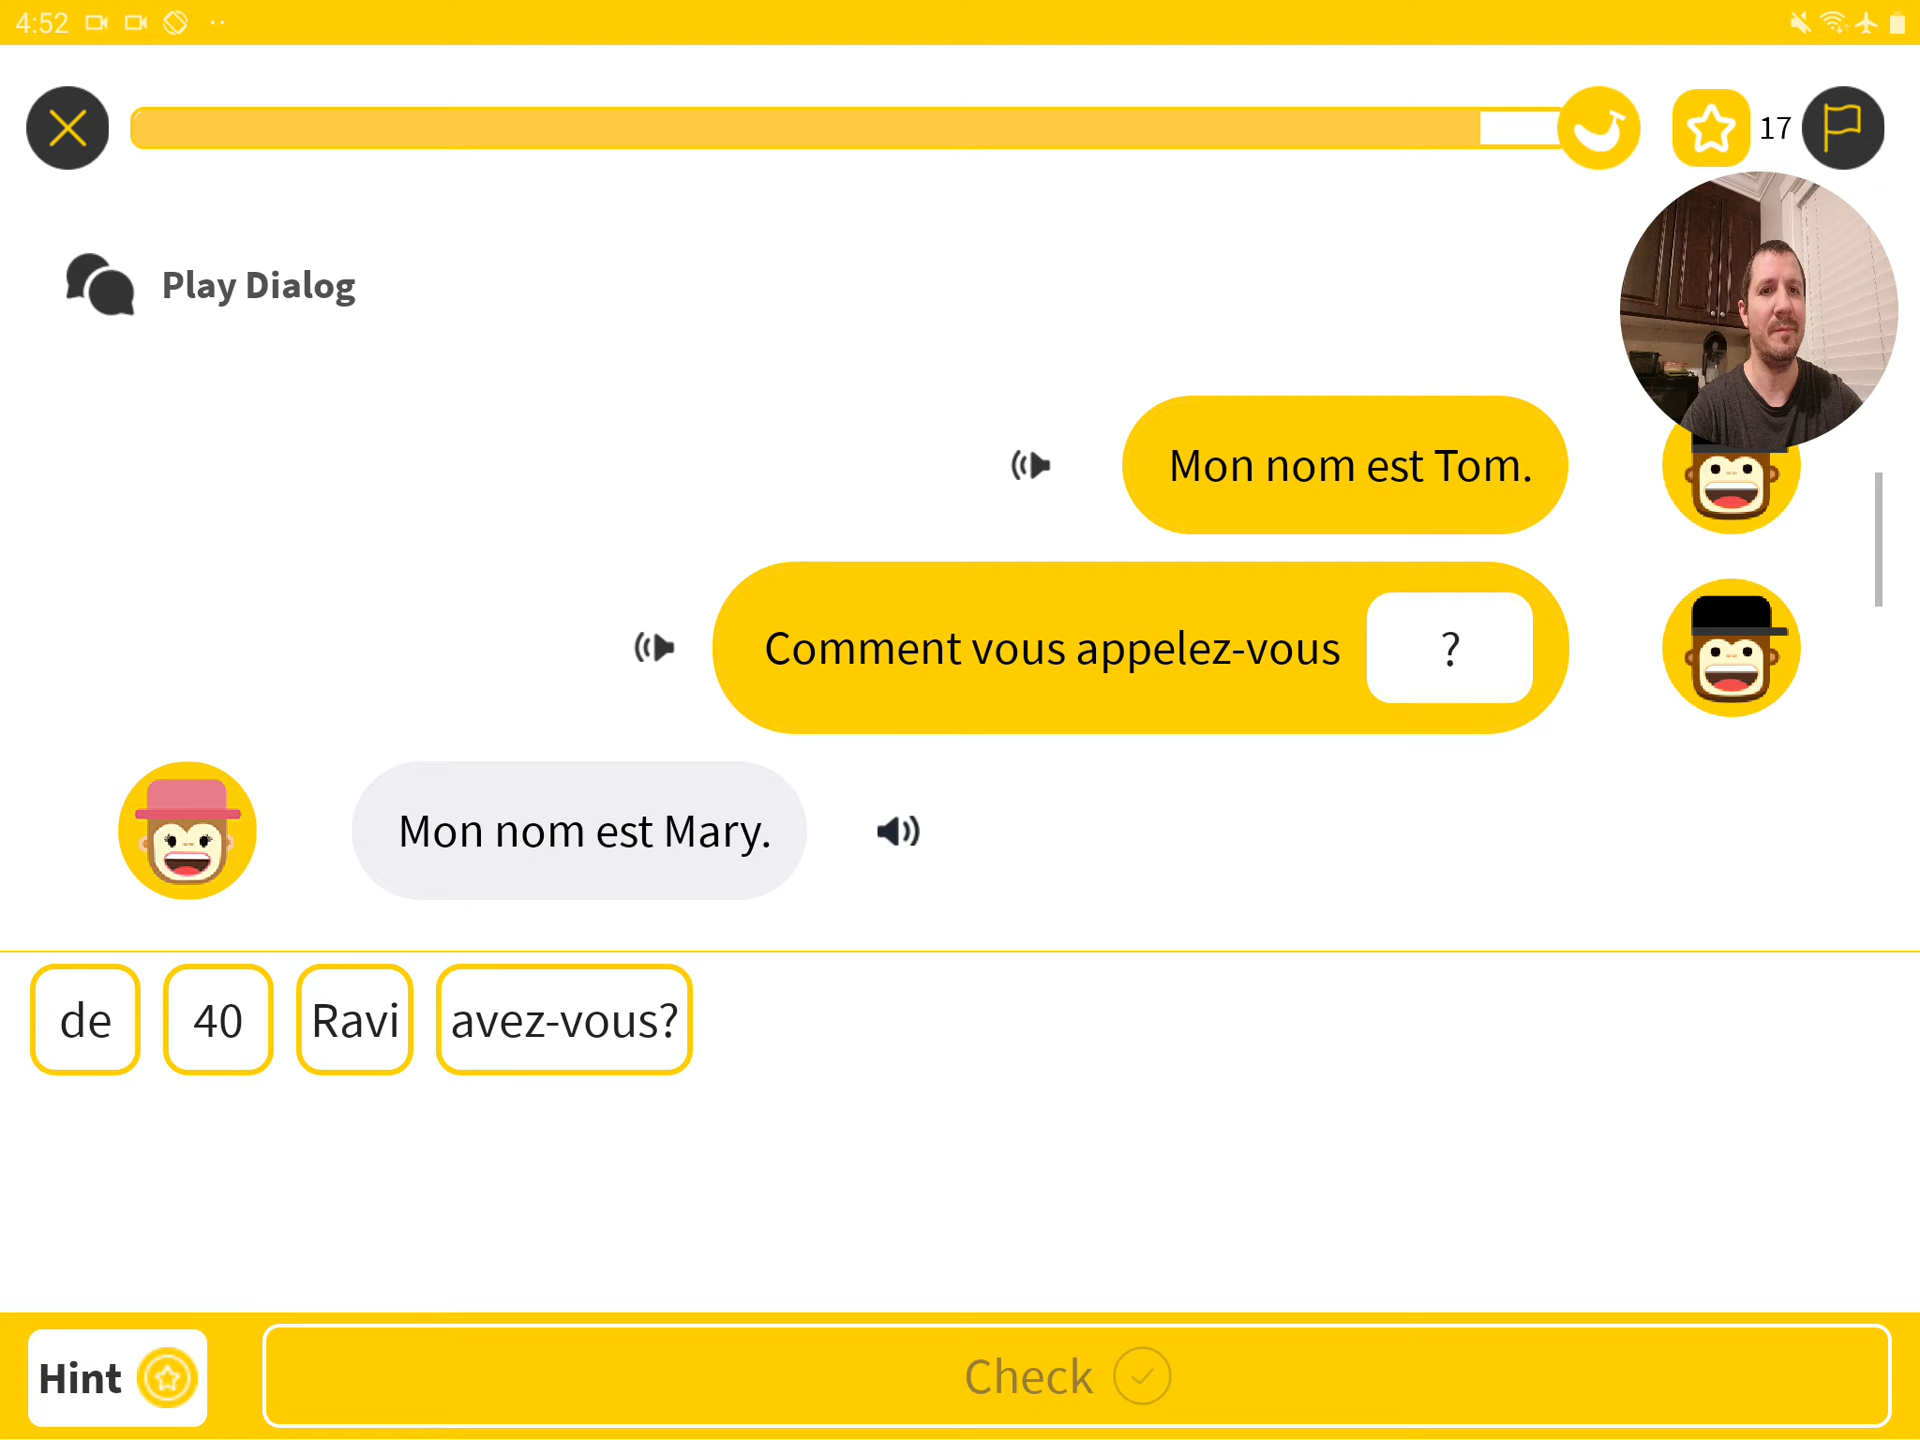 4:52
17
Play Dialog
Mon nom est Tom.
Comment vous appelez-vous ?
Mon nom est Mary.
de 40 Ravi avez-vous?
Hint Check